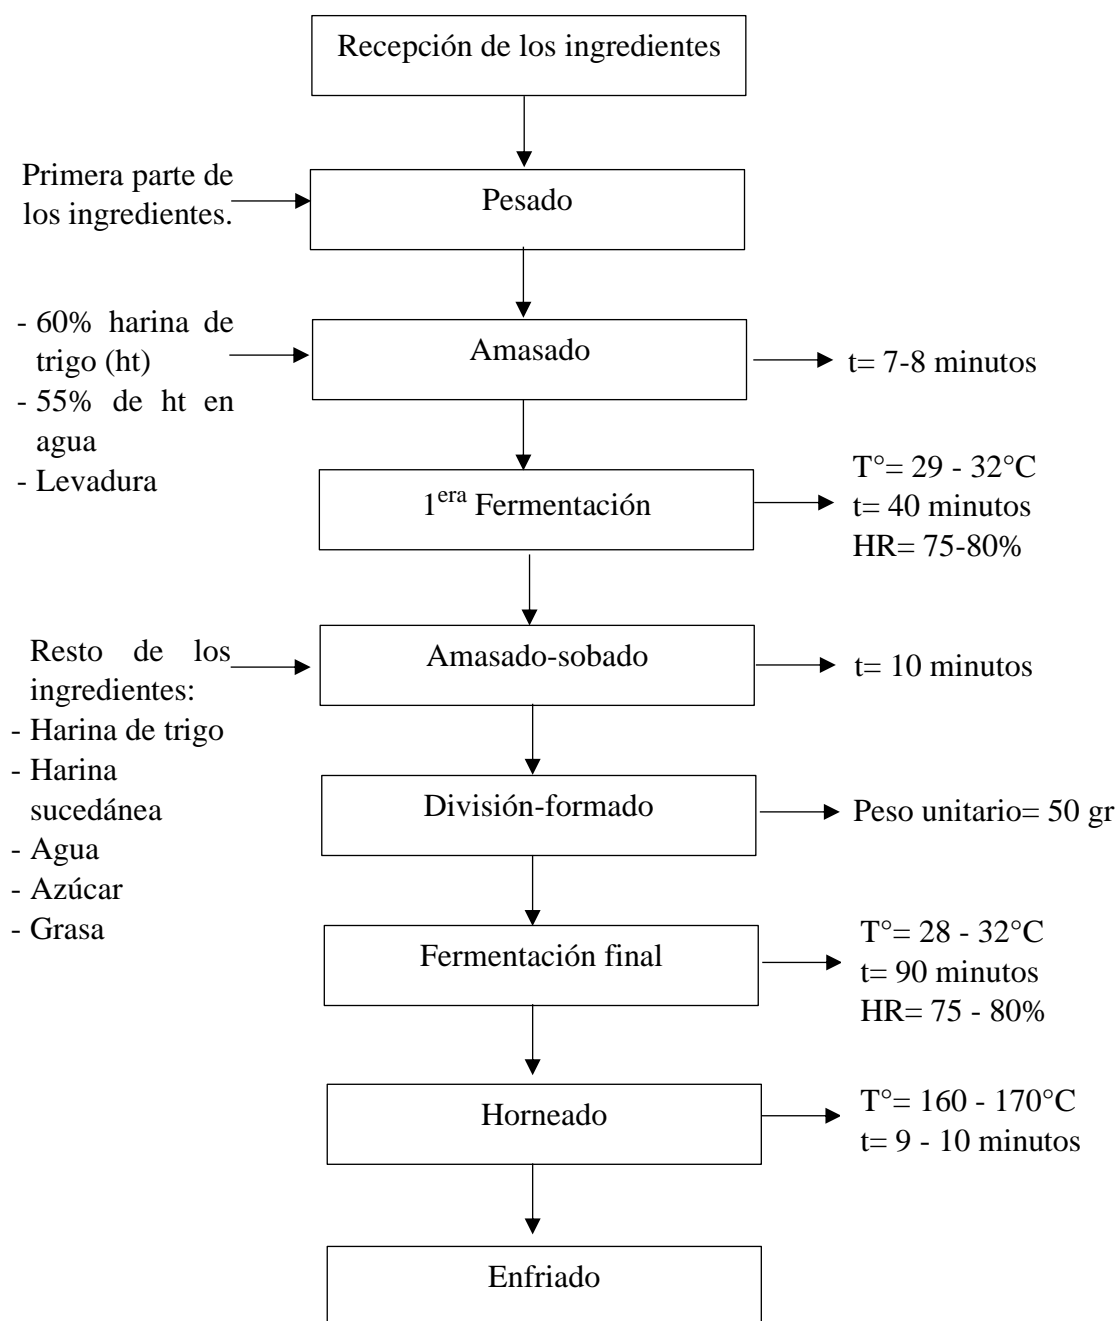 Recepción de los ingredientes
Primera parte de
los ingredientes.
Pesado
- 60% harina de
trigo (ht)
- 55% de ht en
agua
- Levadura
Amasado
t= 7-8 minutos
1era Fermentación
T°= 29 - 32°C
t= 40 minutos
HR= 75-80%
Resto de los
ingredientes:
- Harina de trigo
- Harina
sucedánea
- Agua
- Azúcar
- Grasa
Amasado-sobado
t= 10 minutos
División-formado
Peso unitario= 50 gr
Fermentación final
T°= 28 - 32°C
t= 90 minutos
HR= 75 - 80%
Horneado
T°= 160 - 170°C
t= 9 - 10 minutos
Enfriado